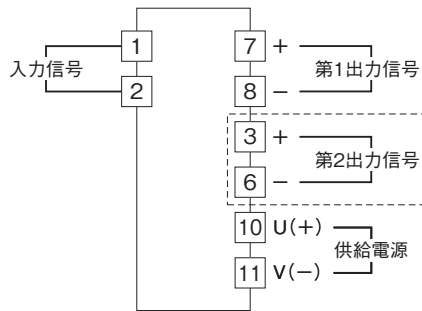 1
入力信号
2
7 +
第1出力信号
8 −
3 +
第2出力信号
6 −
10 U(+)
供給電源
11 V(−)